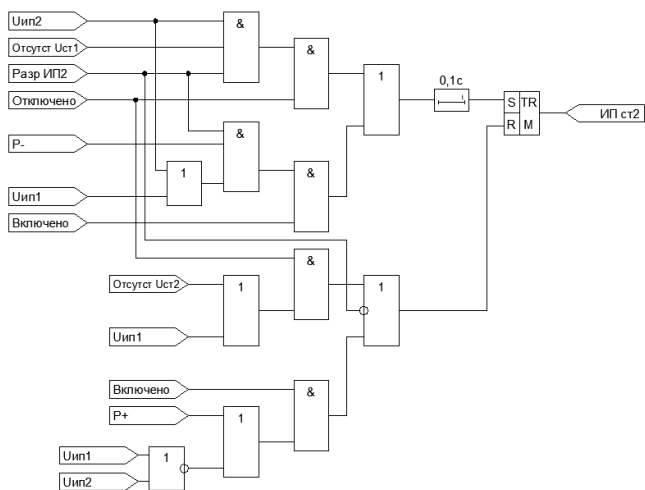 Uип2
&
Отсутст Uст1
&
Разр ИП2
1
0,1с
t
Отключено
S TR
ИП ст2
R M
&
P-
1
&
Uип1
Включено
&
Отсутст Uст2
1
1
Uип1
Включено
&
P+
1
Uип1
1
Uип2